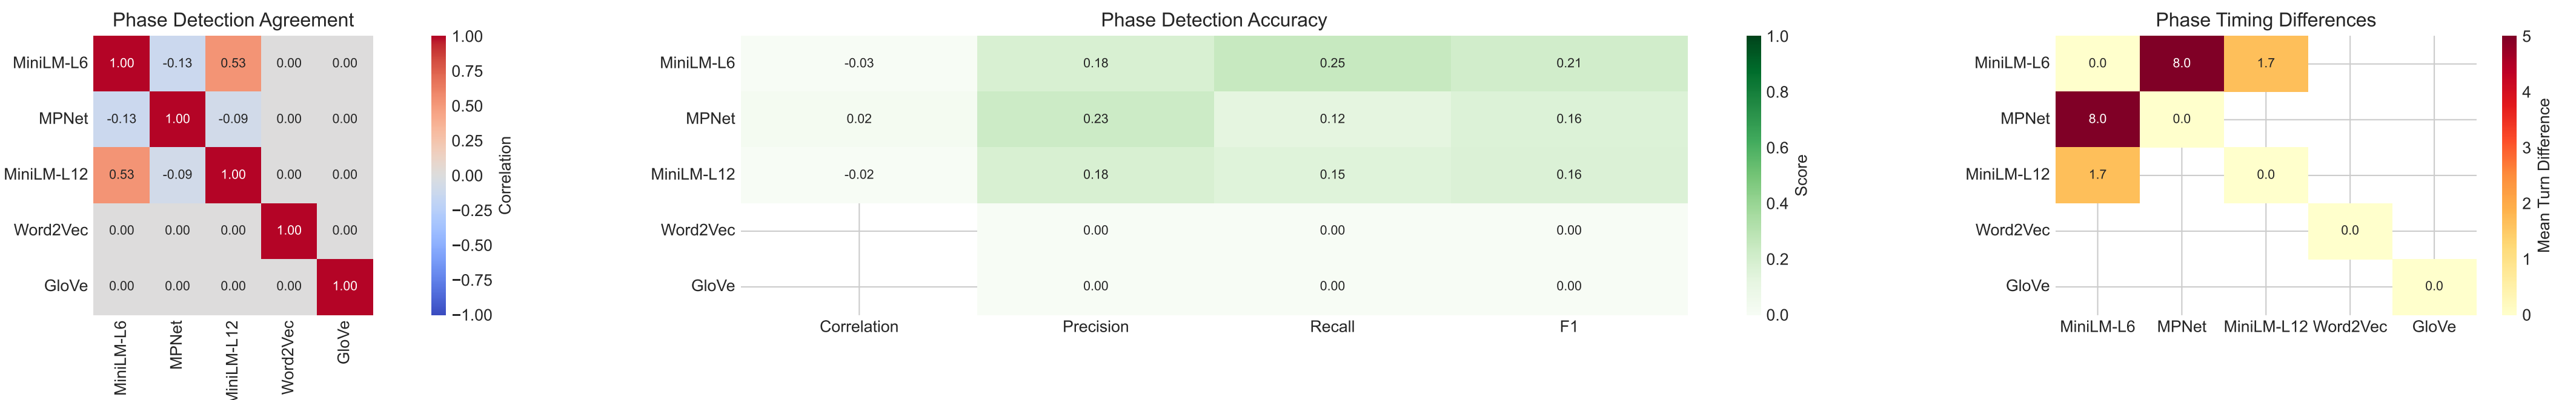 Phase Detection Agreement
MiniLM-L6 1.00 -0.13 0.53 0.00 0.00
MPNet -0.13 1.00 -0.09 0.00 0.00
MiniLM-L12 0.53 -0.09 1.00 0.00 0.00
Word2Vec 0.00 0.00 0.00 1.00 0.00
GloVe 0.00 0.00 0.00 0.00 1.00
MiniLM-L6 MPNet MiniLM-L12 Word2Vec GloVe
1.00
0.75
0.50
0.25
0.00
−0.25
−0.50
−0.75
−1.00
Correlation
Phase Detection Accuracy
MiniLM-L6 -0.03 0.18 0.25 0.21
MPNet 0.02 0.23 0.12 0.16
MiniLM-L12 -0.02 0.18 0.15 0.16
Word2Vec 0.00 0.00 0.00
GloVe 0.00 0.00 0.00
Correlation Precision Recall F1
1.0
0.8
0.6
0.4
0.2
0.0
Score
Phase Timing Differences
MiniLM-L6 0.0 8.0 1.7
MPNet 8.0 0.0
MiniLM-L12 1.7 0.0
Word2Vec 0.0
GloVe 0.0
MiniLM-L6 MPNet MiniLM-L12 Word2Vec GloVe
5
4
3
2
1
0
Mean Turn Difference